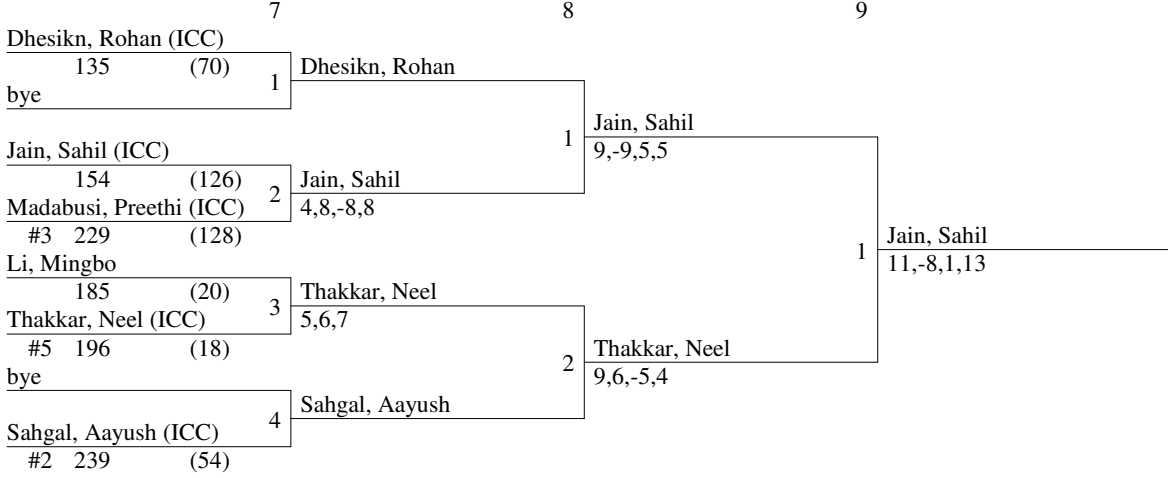 7 8 9
Dhesikn, Rohan (ICC)
135 (70)
1 Dhesikn, Rohan
bye
1 Jain, Sahil
9,-9,5,5
Jain, Sahil (ICC)
154 (126)
2 Jain, Sahil
4,8,-8,8
Madabusi, Preethi (ICC)
#3 229 (128)
1 Jain, Sahil
11,-8,1,13
Li, Mingbo
185 (20)
3 Thakkar, Neel
5,6,7
Thakkar, Neel (ICC)
#5 196 (18)
2 Thakkar, Neel
9,6,-5,4
bye
4 Sahgal, Aayush
Sahgal, Aayush (ICC)
#2 239 (54)